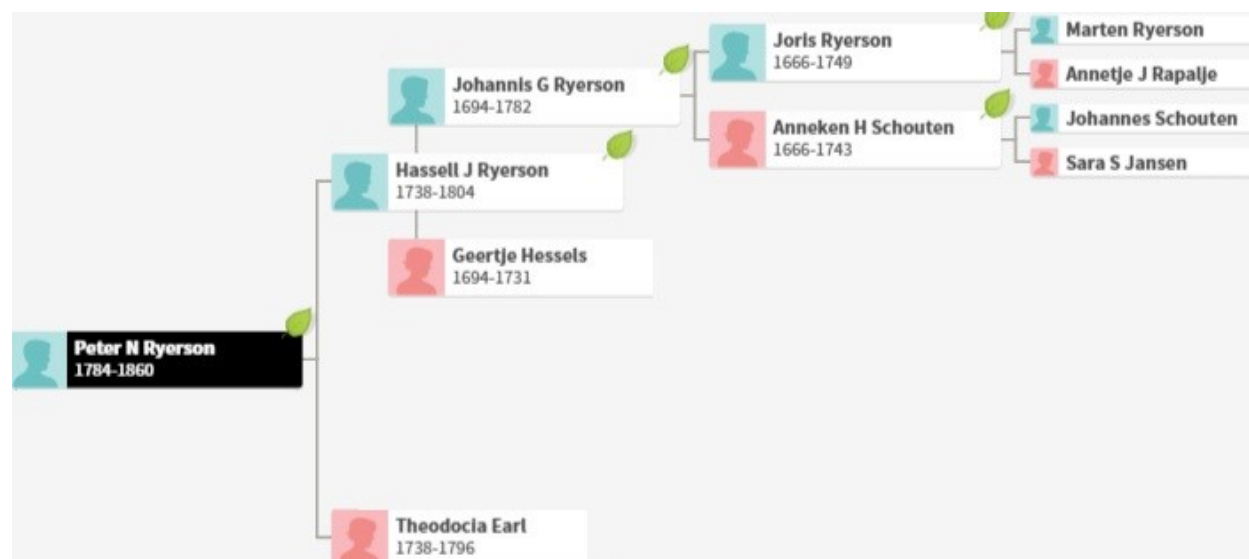 Joris Ryerson
1666-1749
Marten Ryerson
Annetje J Rapalje
Johannis G Ryerson
1694-1782
Anneken H Schouten
1666-1743
Johannes Schouten
Sara S Jansen
Hassell J Ryerson
1738-1804
Geertje Hessels
1694-1731
Peter N Ryerson
1784-1860
Theodocia Earl
1738-1796